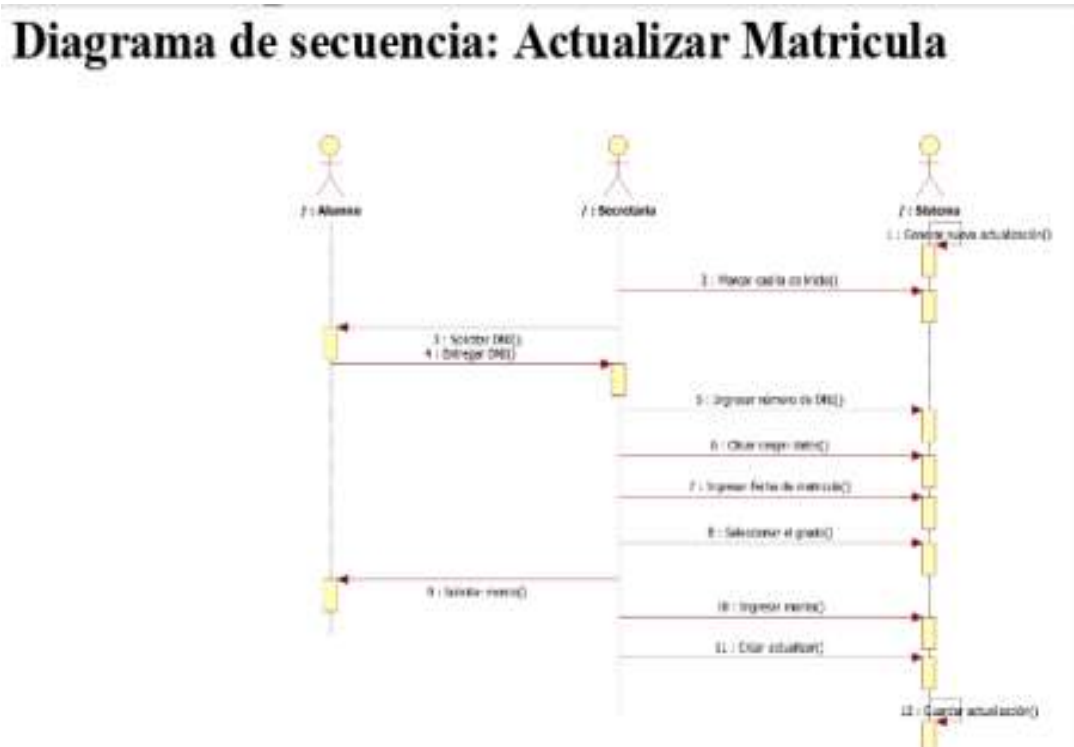 Diagrama de secuencia: Actualizar Matricula
/ : Alumno
/ : Secretaria
/ : Sistema
1 : Generar nueva actualización()
2 : Marcar casilla de inicio()
3 : Solicitar DNI()
4 : Entregar DNI()
5 : Ingresar número de DNI()
6 : Clicar cargar datos()
7 : Ingresar fecha de matricula()
8 : Seleccionar el grado()
9 : Solicitar monto()
10 : Ingresar monto()
11 : Clicar actualizar()
12 : Guardar actualización()